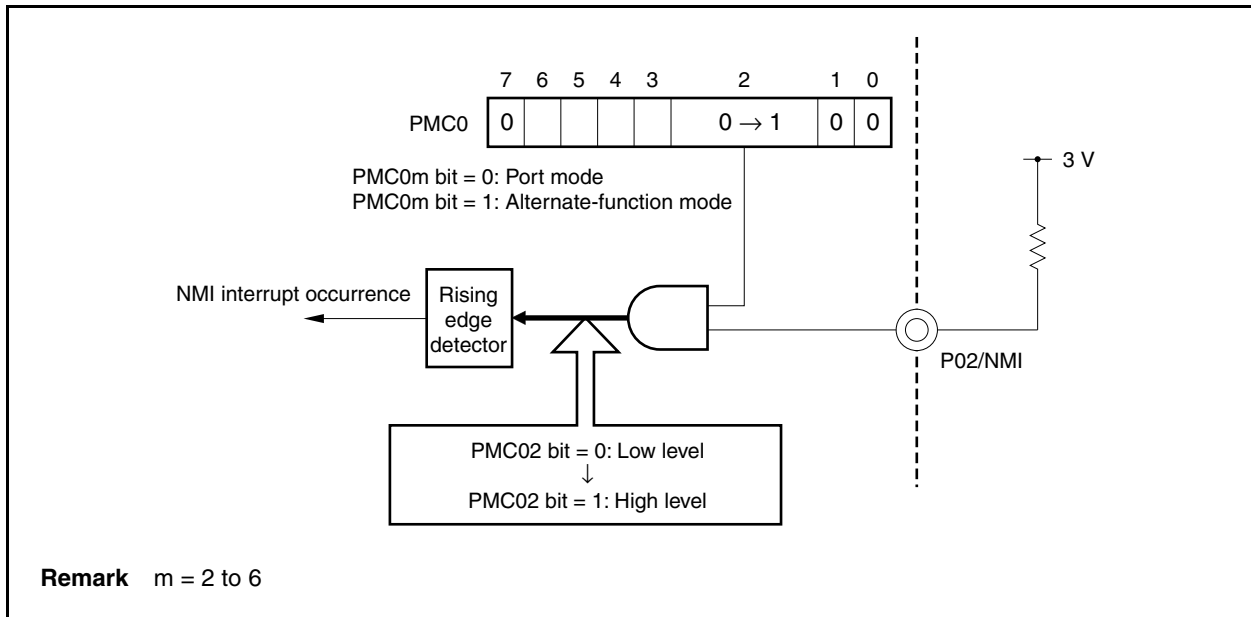 7 6 5 4 3 2 1 0
PMC0 0 0 → 1 0 0
3 V
PMC0m bit = 0: Port mode
PMC0m bit = 1: Alternate-function mode
NMI interrupt occurrence
Rising
edge
detector
P02/NMI
PMC02 bit = 0: Low level
↓
PMC02 bit = 1: High level
Remark m = 2 to 6